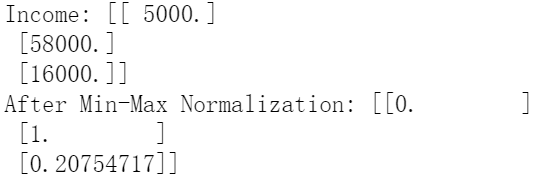 Income: [[ 5000.]
 [58000.]
 [16000.]]
After Min-Max Normalization: [[0.        ]
 [1.        ]
 [0.20754717]]